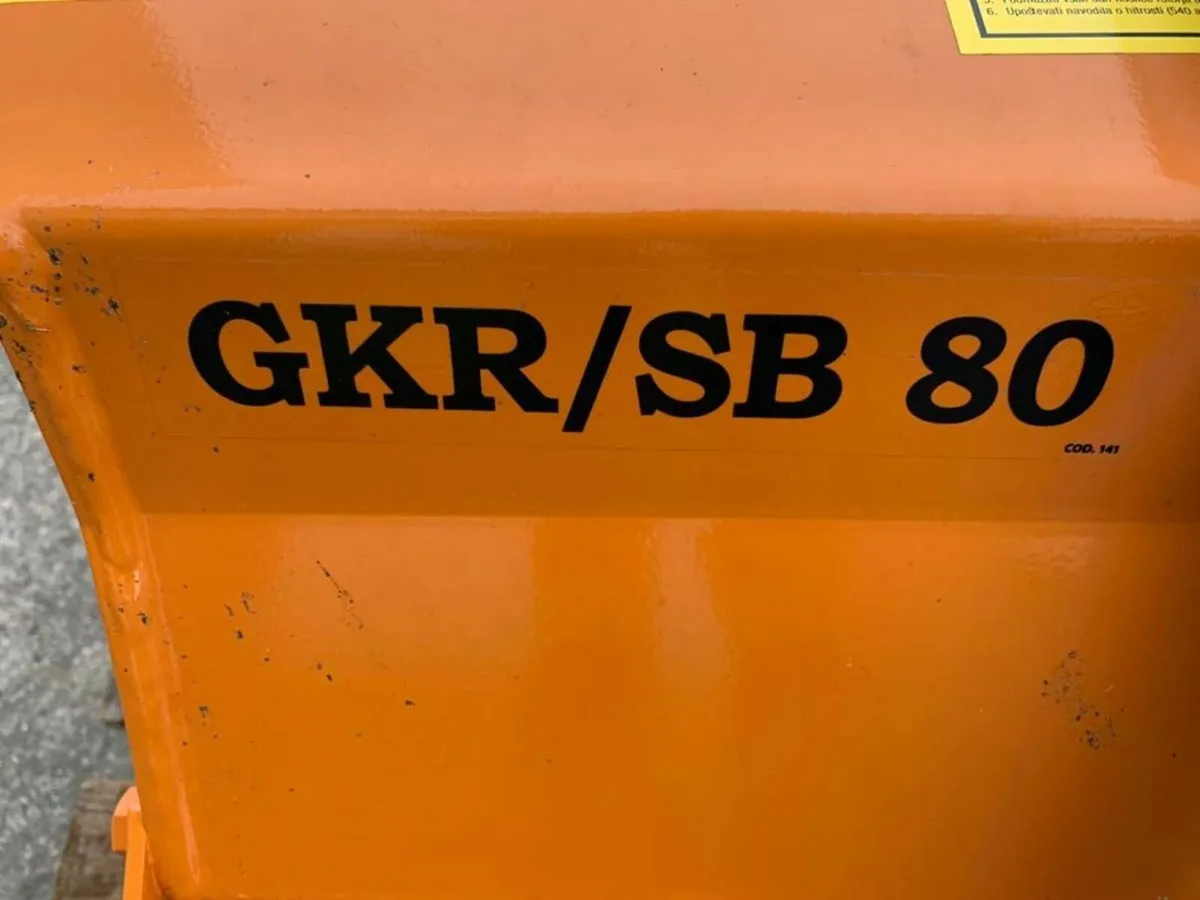 6. Upoštevati navodila o hitrosti (540
GKR/SB 80
COD. 141